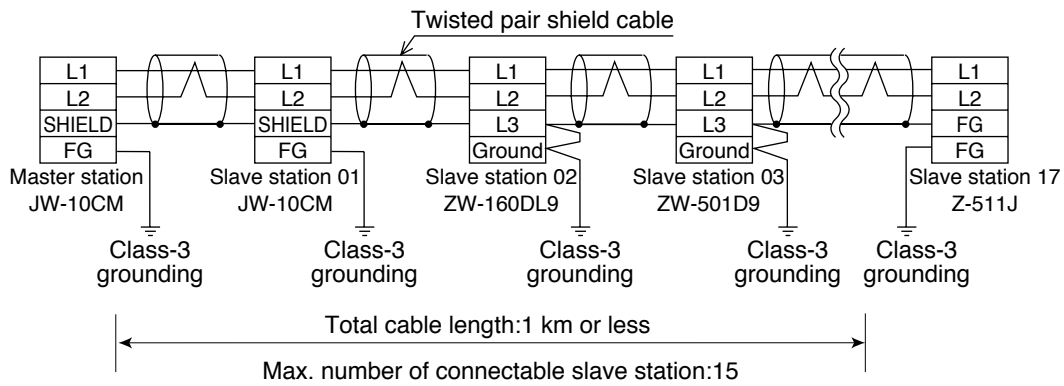 Twisted pair shield cable
L1
L2
SHIELD
FG
Master station
JW-10CM
L1
L2
SHIELD
FG
Slave station 01
JW-10CM
L1
L2
L3
Ground
Slave station 02
ZW-160DL9
L1
L2
L3
Ground
Slave station 03
ZW-501D9
L1
L2
FG
FG
Slave station 17
Z-511J
Class-3
grounding
Class-3
grounding
Class-3
grounding
Class-3
grounding
Class-3
grounding
Total cable length:1 km or less
Max. number of connectable slave station:15